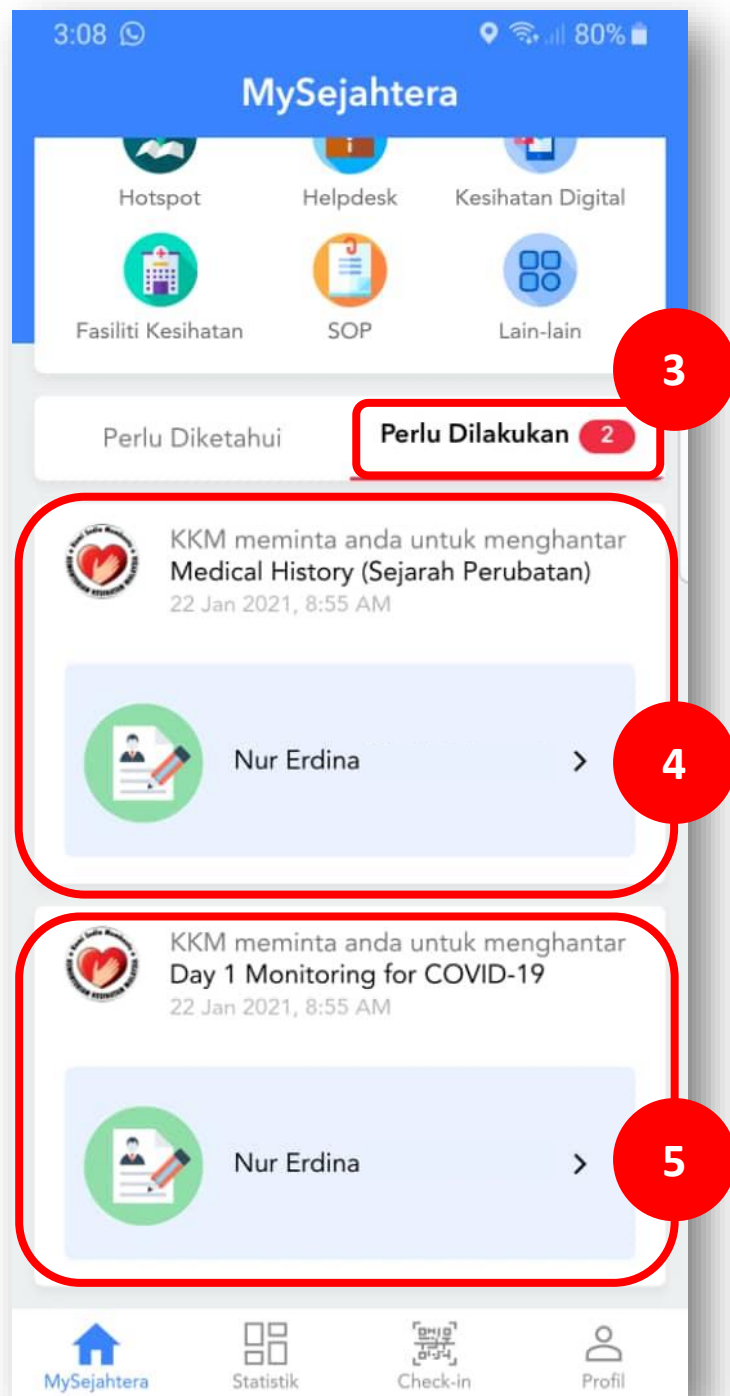 3:08 80%
MySejahtera
Hotspot Helpdesk Kesihatan Digital
Fasiliti Kesihatan SOP Lain-lain
3
Perlu Diketahui Perlu Dilakukan 2
KKM meminta anda untuk menghantar
Medical History (Sejarah Perubatan)
22 Jan 2021, 8:55 AM
Nur Erdina
4
KKM meminta anda untuk menghantar
Day 1 Monitoring for COVID-19
22 Jan 2021, 8:55 AM
Nur Erdina
5
MySejahtera Statistik Check-in Profil